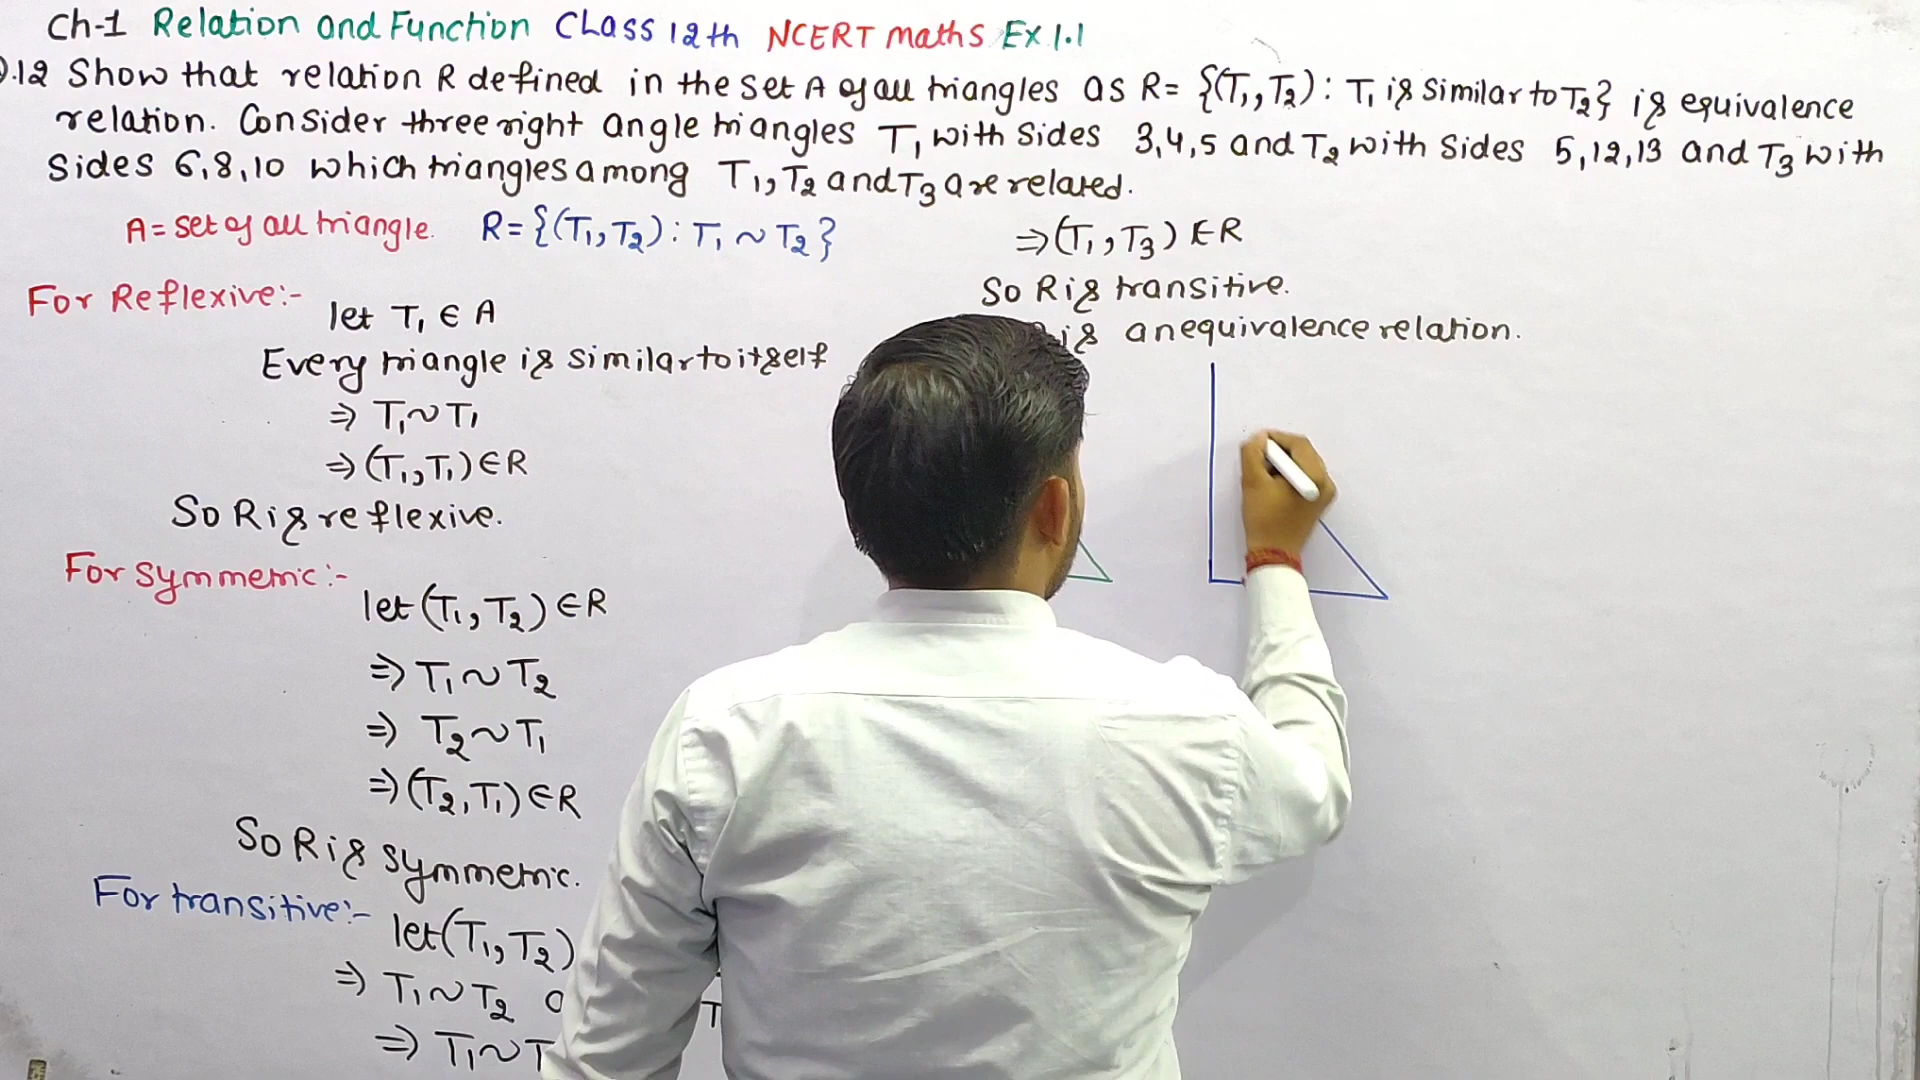 Ch-1 Relation and Function Class 12th NCERT maths Ex 1.1
Q.12 Show that relation R defined in the set A of all triangles as R= {(T₁,T₂): T₁ is similar to T₂} is equivalence
relation. Consider three right angle triangles T₁ with sides 3,4,5 and T₂ with sides 5,12,13 and T₃ with
sides 6,8,10 which triangles among T₁,T₂ and T₃ are related.
A = set of all triangle. R={(T₁,T₂): T₁ ~ T₂}
For Reflexive:-
let T₁ ∈ A
Every triangle is similar to itself
⇒ T₁~T₁
⇒ (T₁,T₁)∈R
So R is reflexive.
For symmetric:-
let (T₁,T₂)∈R
⇒ T₁~T₂
⇒ T₂~T₁
⇒ (T₂,T₁)∈R
So R is symmetric.
For transitive:-
let(T₁,T₂)
⇒ T₁~T₂
⇒ T₁~T
⇒ (T₁,T₃)∈R
So R is transitive.
is an equivalence relation.